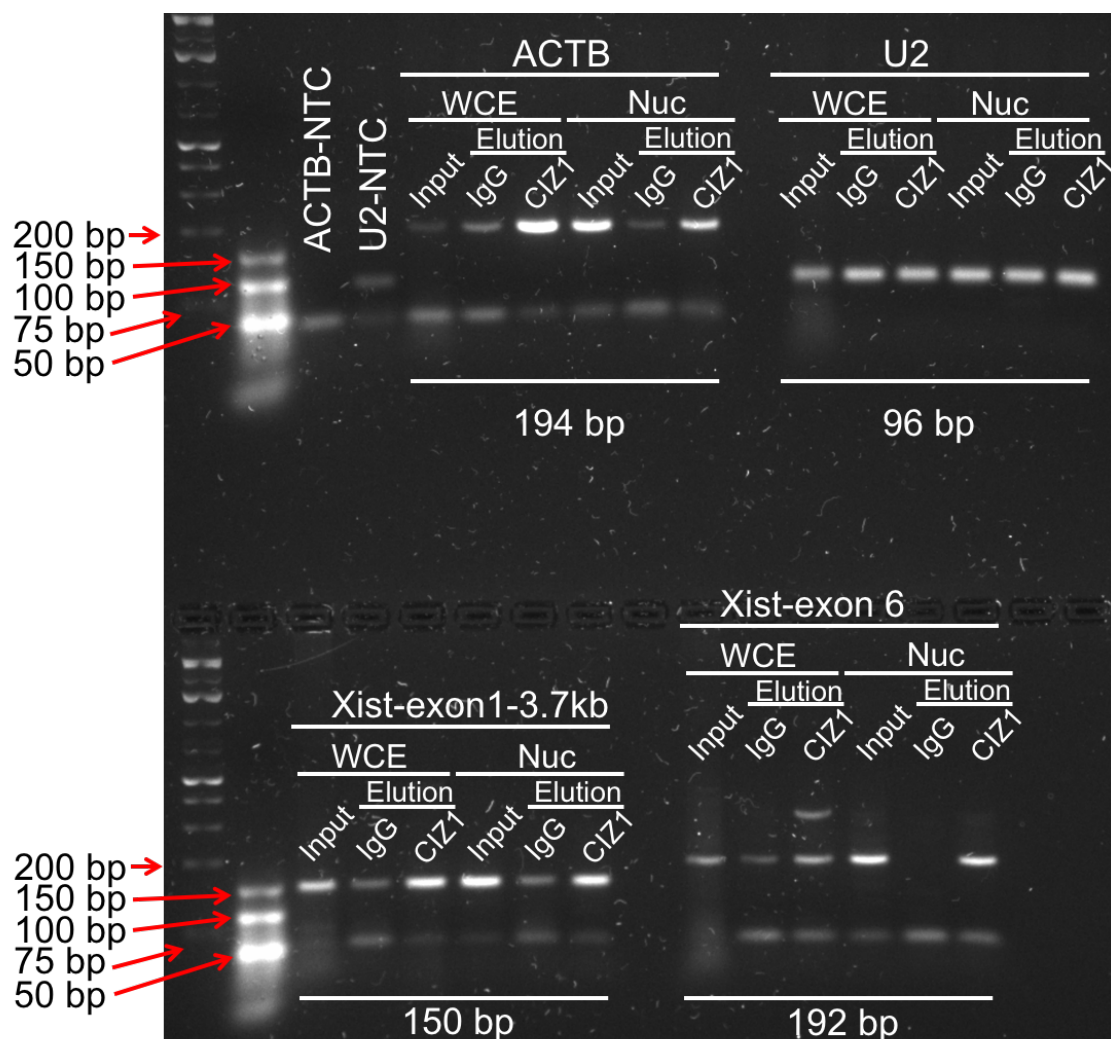 ACTB
U2
ACTB-NTC
U2-NTC
WCE
Nuc
WCE
Nuc
Elution
Elution
Elution
Elution
Input
IgG
CIZ1
Input
IgG
CIZ1
Input
IgG
CIZ1
Input
IgG
CIZ1
200 bp
150 bp
100 bp
75 bp
50 bp
194 bp
96 bp
Xist-exon 6
WCE
Nuc
Elution
Elution
Input
IgG
CIZ1
Input
IgG
CIZ1
Xist-exon1-3.7kb
WCE
Nuc
Elution
Elution
Input
IgG
CIZ1
Input
IgG
CIZ1
200 bp
150 bp
100 bp
75 bp
50 bp
150 bp
192 bp